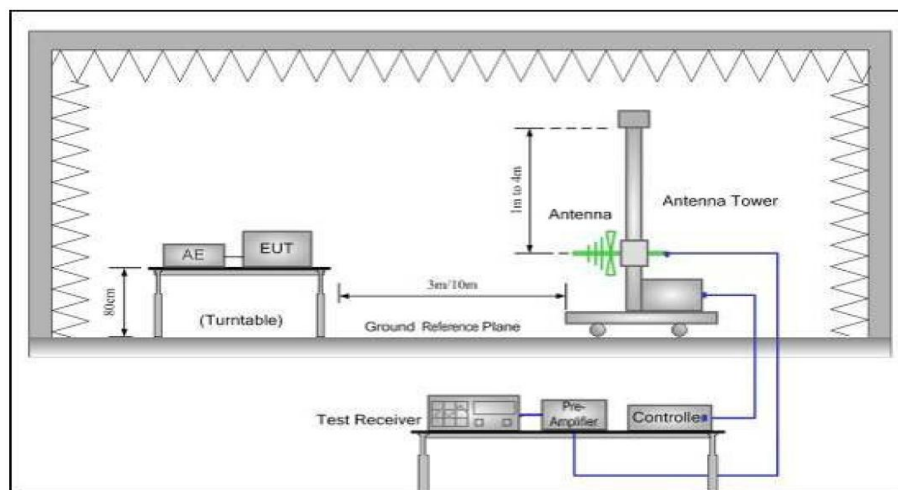 1m to 4m
Antenna
Antenna Tower
AE
EUT
80cm
3m/10m
(Turntable)
Ground Reference Plane
Test Receiver
Pre-
Amplifier
Controller